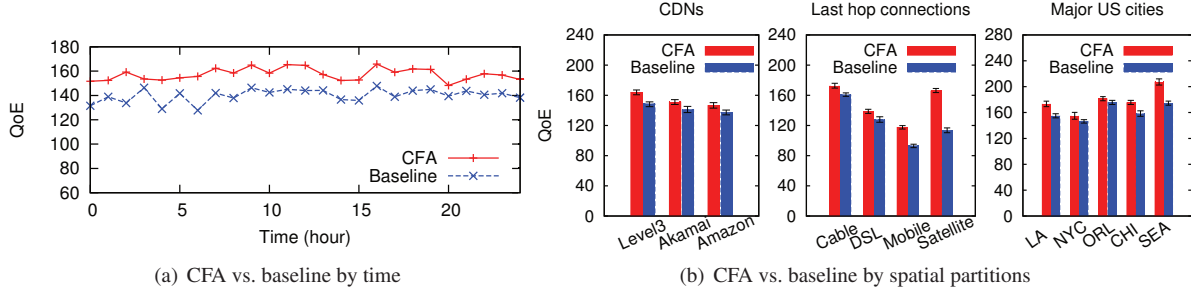 180
160
140
120
100
80
60
QoE
CFA
Baseline
0
5
10
15
20
Time (hour)
(a) CFA vs. baseline by time
CDNs
240
200
160
120
80
40
0
QoE
CFA
Baseline
Level3
Akamai
Amazon
Last hop connections
240
200
160
120
80
40
0
CFA
Baseline
Cable
DSL
Mobile
Satellite
Major US cities
280
240
200
160
120
80
40
0
CFA
Baseline
LA
NYC
ORL
CHI
SEA
(b) CFA vs. baseline by spatial partitions